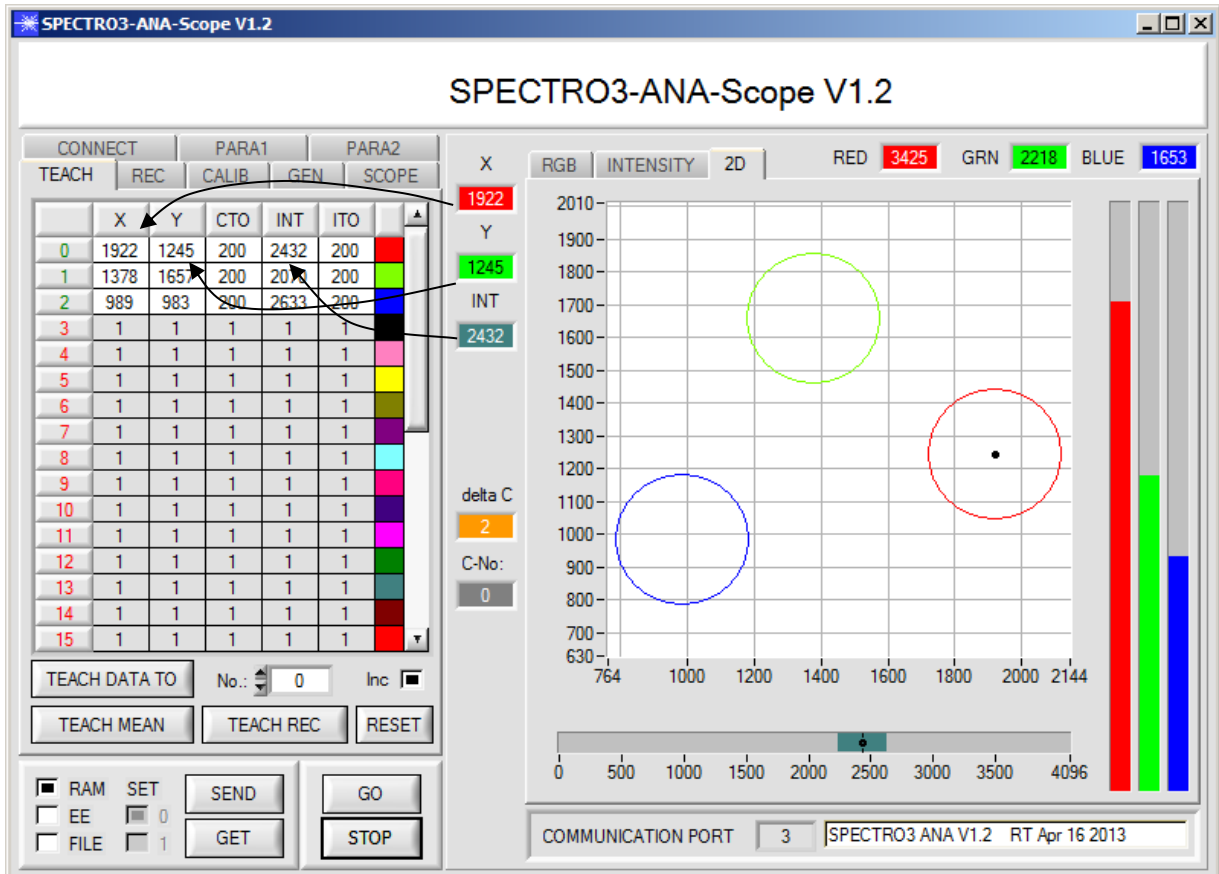 SPECTRO3-ANA-Scope V1.2
SPECTRO3-ANA-Scope V1.2
CONNECT PARA1 PARA2
TEACH REC CALIB GEN SCOPE
X Y CTO INT ITO
0 1922 1245 200 2432 200
1 1378 1657 200 2070 200
2 989 983 200 2633 200
3 1 1 1 1 1
4 1 1 1 1 1
5 1 1 1 1 1
6 1 1 1 1 1
7 1 1 1 1 1
8 1 1 1 1 1
9 1 1 1 1 1
10 1 1 1 1 1
11 1 1 1 1 1
12 1 1 1 1 1
13 1 1 1 1 1
14 1 1 1 1 1
15 1 1 1 1 1
TEACH DATA TO No.: 0 Inc
TEACH MEAN TEACH REC RESET
RAM SET
EE 0
FILE 1
SEND
GET
GO
STOP
X
1922
Y
1245
INT
2432
delta C
2
C-No:
0
RGB INTENSITY 2D
RED 3425 GRN 2218 BLUE 1653
2010
1900
1800
1700
1600
1500
1400
1300
1200
1100
1000
900
800
700
630
764 1000 1200 1400 1600 1800 2000 2144
0 500 1000 1500 2000 2500 3000 3500 4096
COMMUNICATION PORT 3 SPECTRO3 ANA V1.2 RT Apr 16 2013